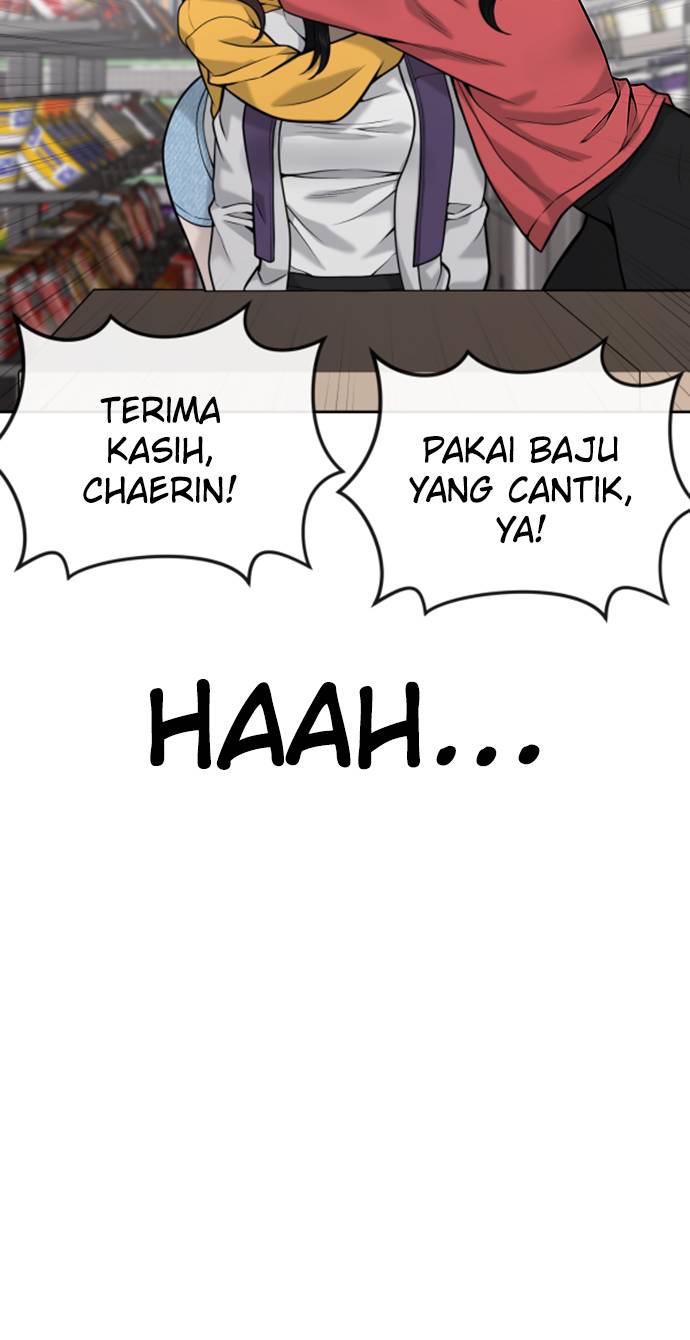 TERIMA
KASIH,
CHAERIN!
PAKAI BAJU
YANG CANTIK,
YA!
HAAH...